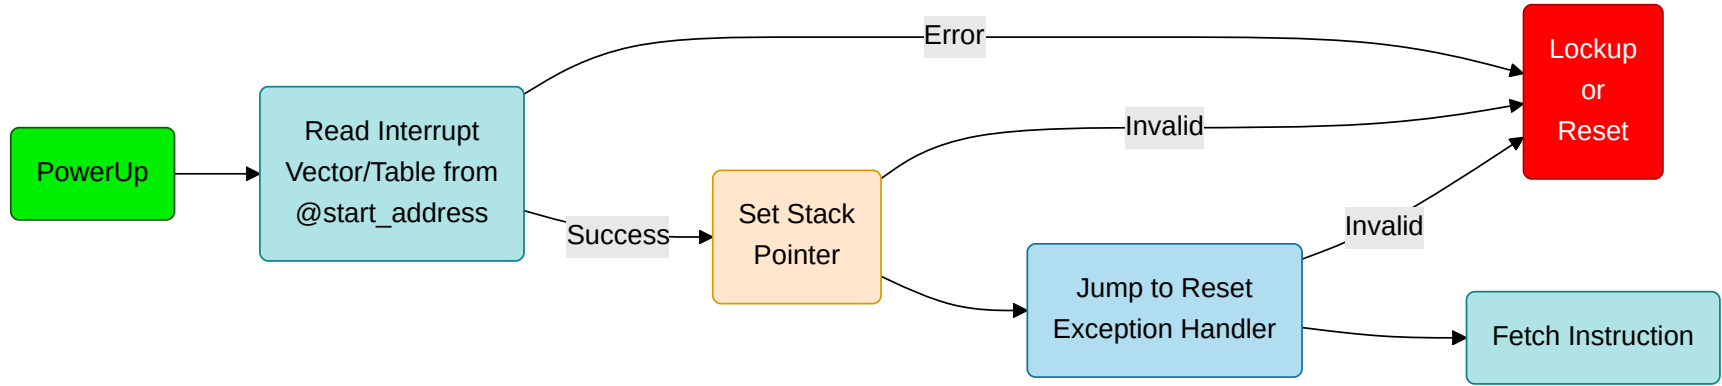 PowerUp
Read Interrupt
Vector/Table from
@start_address
Error
Success
Set Stack
Pointer
Invalid
Jump to Reset
Exception Handler
Invalid
Lockup
or
Reset
Fetch Instruction